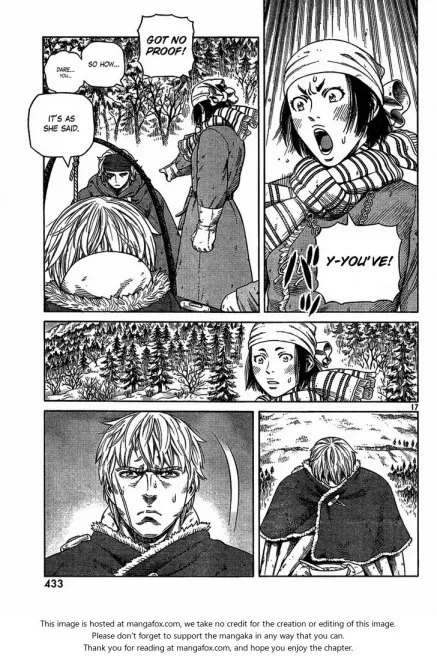 Y-YOU'VE!
GOT NO
PROOF!
SO HOW...
DARE...
YOU...
IT'S AS
SHE SAID.
17
433
This image is hosted at mangafox.com, we take no credit for the creation or editing of this image.
Please don't forget to support the mangaka in any way that you can.
Thank you for reading at mangafox.com, and hope you enjoy the chapter.